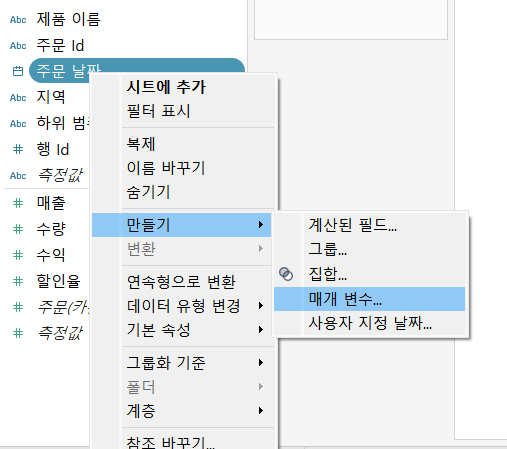 Abc 제품 이름
Abc 주문 Id
주문 날짜
Abc 지역
Abc 하위 범주
# 행 Id
Abc 측정값
# 매출
# 수량
# 수익
# 할인율
# 주문(카
# 측정값
시트에 추가
필터 표시
복제
이름 바꾸기
숨기기
만들기
변환
연속형으로 변환
데이터 유형 변경
기본 속성
그룹화 기준
폴더
계층
참조 바꾸기...
계산된 필드...
그룹...
집합...
매개 변수...
사용자 지정 날짜...